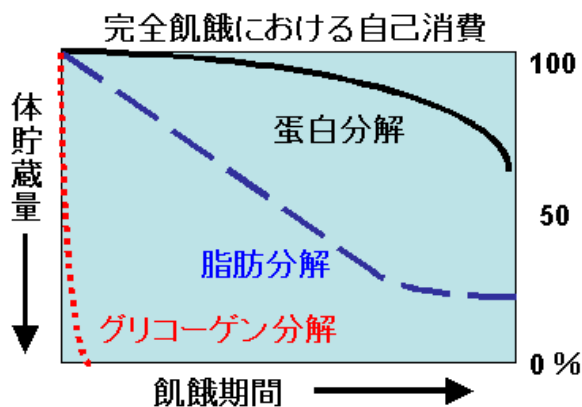 完全飢餓における自己消費
100
体貯蔵量
蛋白分解
50
脂肪分解
グリコーゲン分解
0 %
飢餓期間